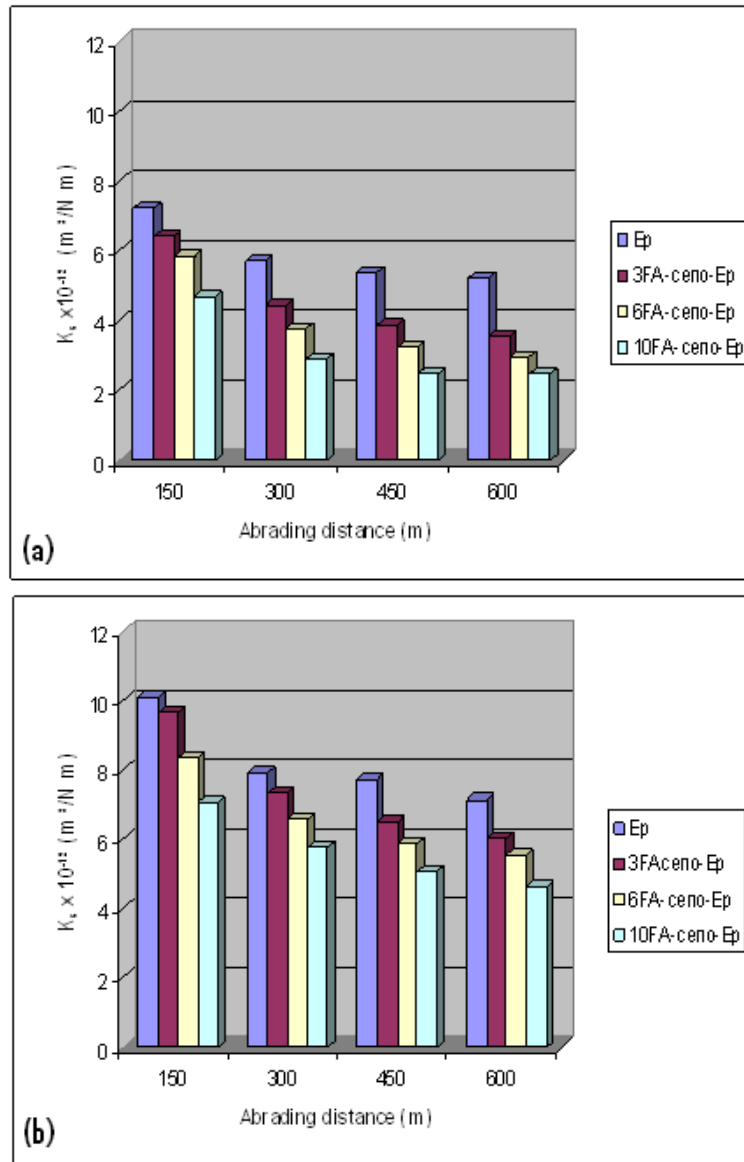 12
10
8
6
4
2
0
K_s x10⁻¹² (m³/N m)
150 300 450 600
Abrading distance (m)
Ep
3FA-ceno-Ep
6FA-ceno-Ep
10FA-ceno-Ep
(a)
12
10
8
6
4
2
0
K_s x 10⁻¹² (m³/N m)
150 300 450 600
Abrading distance (m)
Ep
3FAceno-Ep
6FA-ceno-Ep
10FA-ceno-Ep
(b)